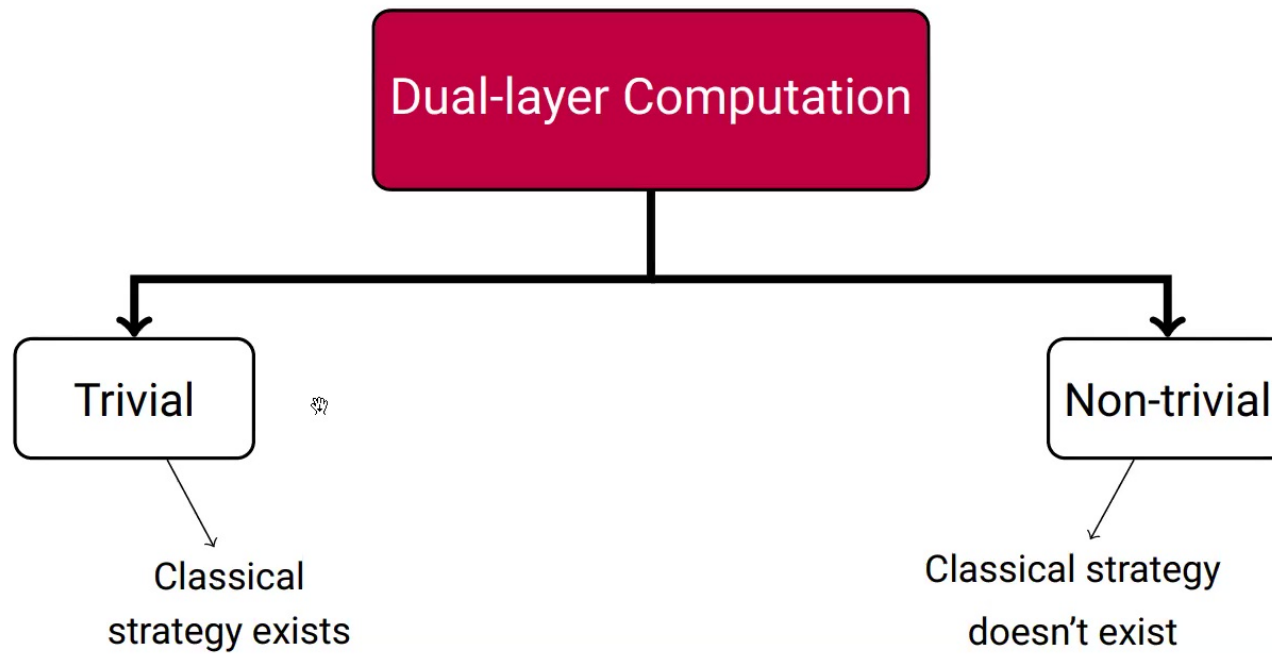 Dual-layer Computation
Trivial
Non-trivial
Classical
strategy exists
Classical strategy
doesn’t exist